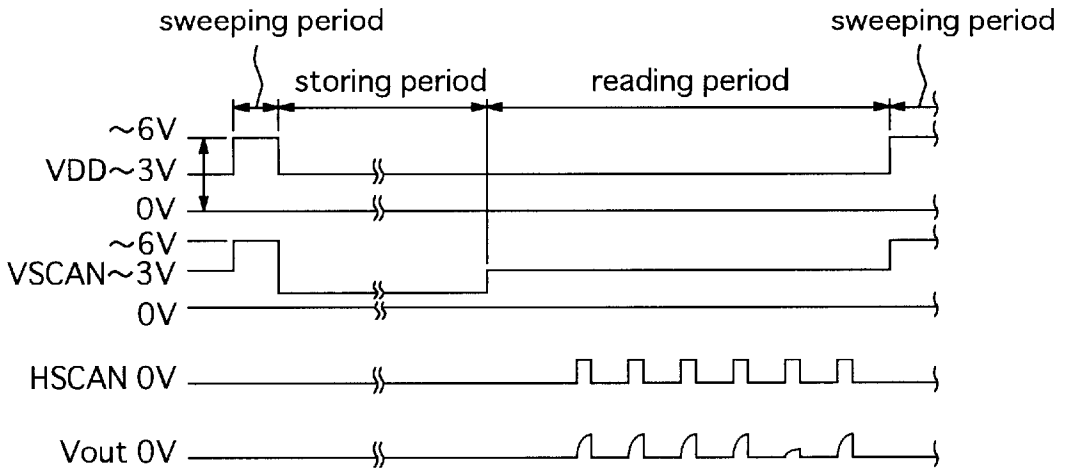 sweeping period
sweeping period
storing period
reading period
~6V
VDD~3V
0V
~6V
VSCAN~3V
0V
HSCAN 0V
Vout 0V